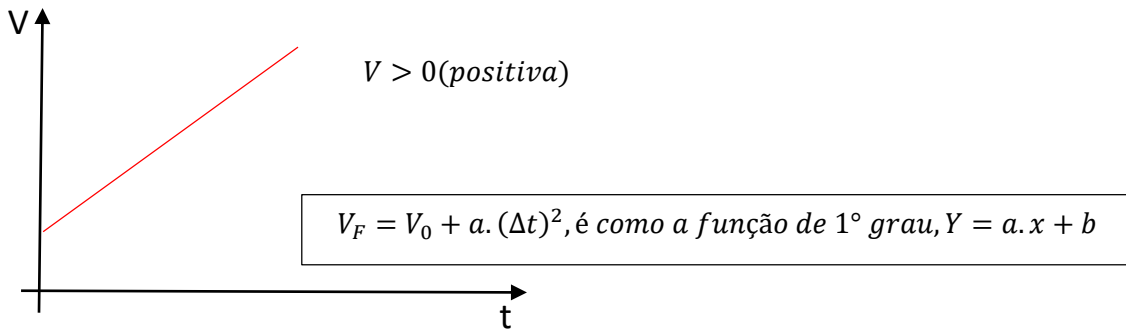 V
V > 0(positiva)
V_F = V_0 + a. (Δt)², é como a função de 1° grau, Y = a. x + b
t